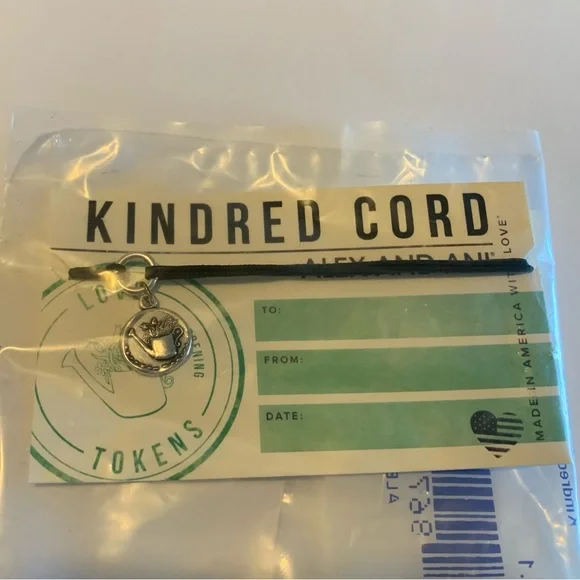 KINDRED CORD
ALEX AND ANI®
TO:
FROM:
DATE:
TOKENS
MADE IN AMERICA WITH LOVE®